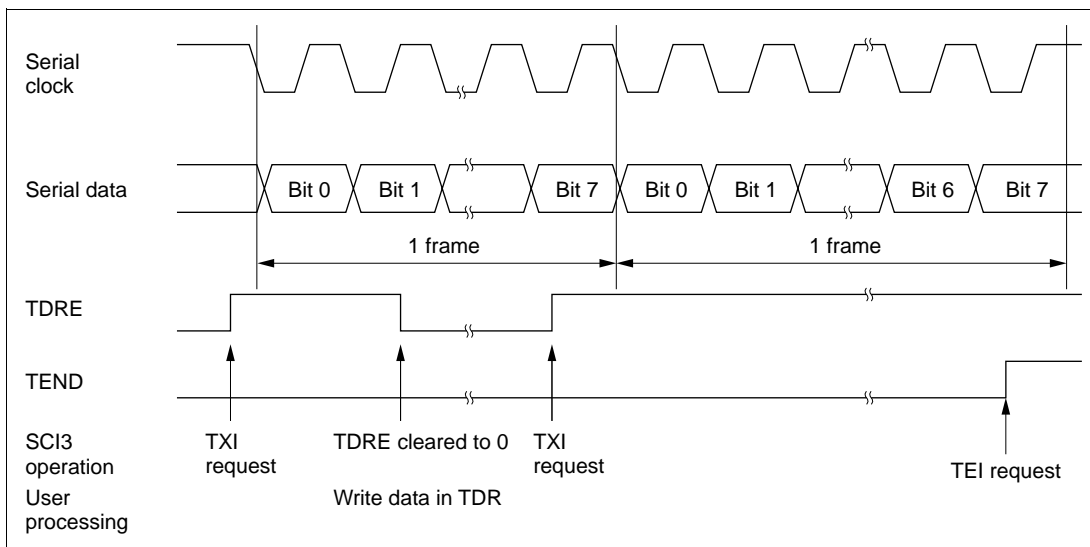 Serial
clock
Serial data
Bit 0
Bit 1
Bit 7
Bit 0
Bit 1
Bit 6
Bit 7
1 frame
1 frame
TDRE
TEND
SCI3
operation
TXI
request
TDRE cleared to 0
TXI
request
TEI request
User
processing
Write data in TDR